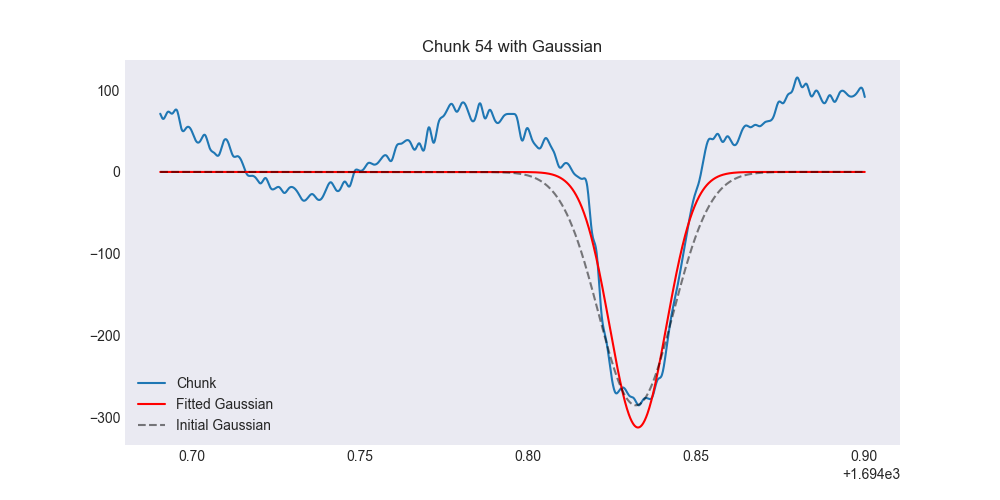 Chunk 54 with Gaussian
100
0
−100
−200
−300
Chunk
Fitted Gaussian
Initial Gaussian
0.70 0.75 0.80 0.85 0.90
+1.694e3